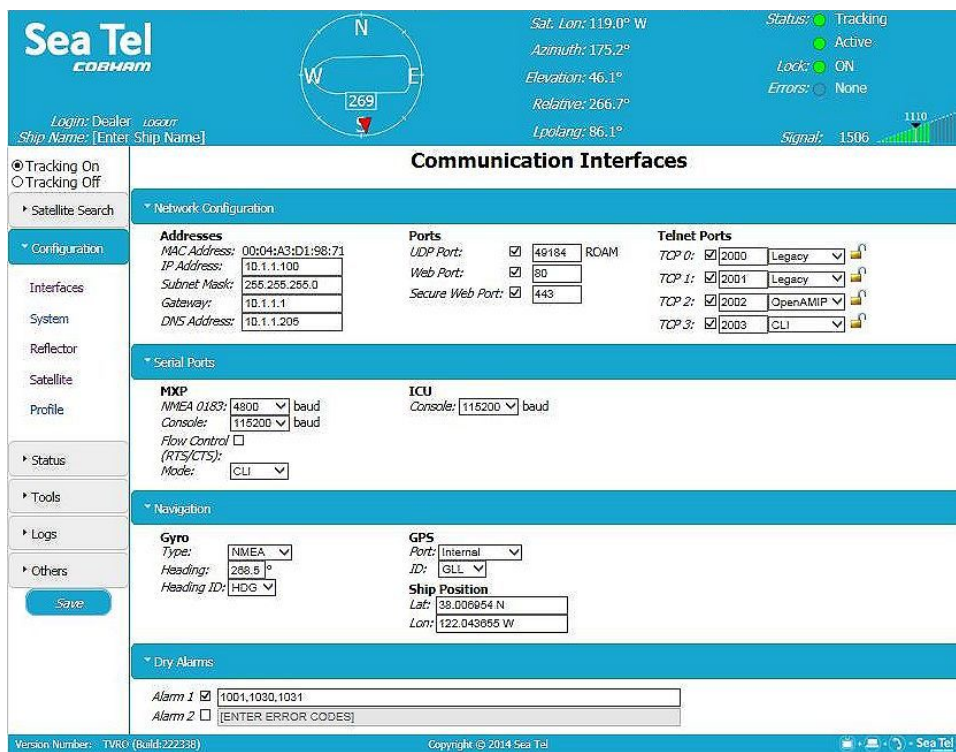 Sea Tel
COBHAM
Login: Dealer LOGOUT
Ship Name: [Enter Ship Name]
N
W
E
269
S
Sat. Lon: 119.0° W
Azimuth: 175.2°
Elevation: 46.1°
Relative: 266.7°
Lpolang: 86.1°
Status: Tracking
Active
Lock: ON
Errors: None
1110
Signal: 1506
Tracking On
Tracking Off
Satellite Search
Configuration
Interfaces
System
Reflector
Satellite
Profile
Status
Tools
Logs
Others
Save
Communication Interfaces
Network Configuration
Addresses
MAC Address: 00:04:A3:D1:98:71
IP Address: 10.1.1.100
Subnet Mask: 255.255.255.0
Gateway: 10.1.1.1
DNS Address: 10.1.1.205
Ports
UDP Port: 49184 ROAM
Web Port: 80
Secure Web Port: 443
Telnet Ports
TCP 0: 2000 Legacy
TCP 1: 2001 Legacy
TCP 2: 2002 OpenAMIP
TCP 3: 2003 CLI
Serial Ports
MXP
NMEA 0183: 4800 baud
Console: 115200 baud
Flow Control
(RTS/CTS):
Mode: CLI
ICU
Console: 115200 baud
Navigation
Gyro
Type: NMEA
Heading: 268.5 °
Heading ID: HDG
GPS
Port: Internal
ID: GLL
Ship Position
Lat: 38.006954 N
Lon: 122.043655 W
Dry Alarms
Alarm 1 1001,1030,1031
Alarm 2 [ENTER ERROR CODES]
Version Number: TVRO (Build:222338)
Copyright © 2014 Sea Tel
Sea Tel